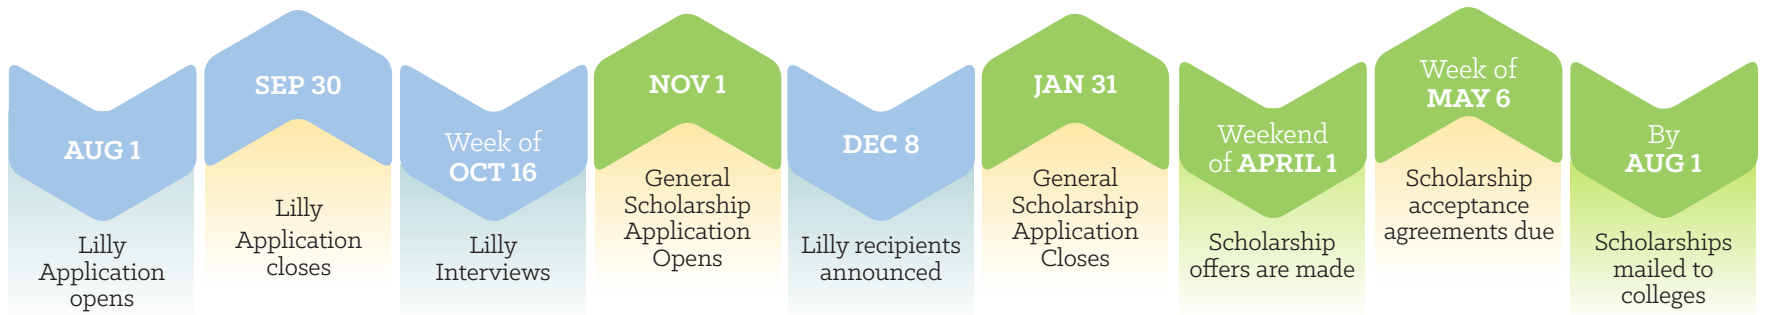 AUG 1
Lilly
Application
opens
SEP 30
Lilly
Application
closes
Week of
OCT 16
Lilly
Interviews
NOV 1
General
Scholarship
Application
Opens
DEC 8
Lilly recipients
announced
JAN 31
General
Scholarship
Application
Closes
Weekend
of APRIL 1
Scholarship
offers are made
Week of
MAY 6
Scholarship
acceptance
agreements due
By
AUG 1
Scholarships
mailed to
colleges